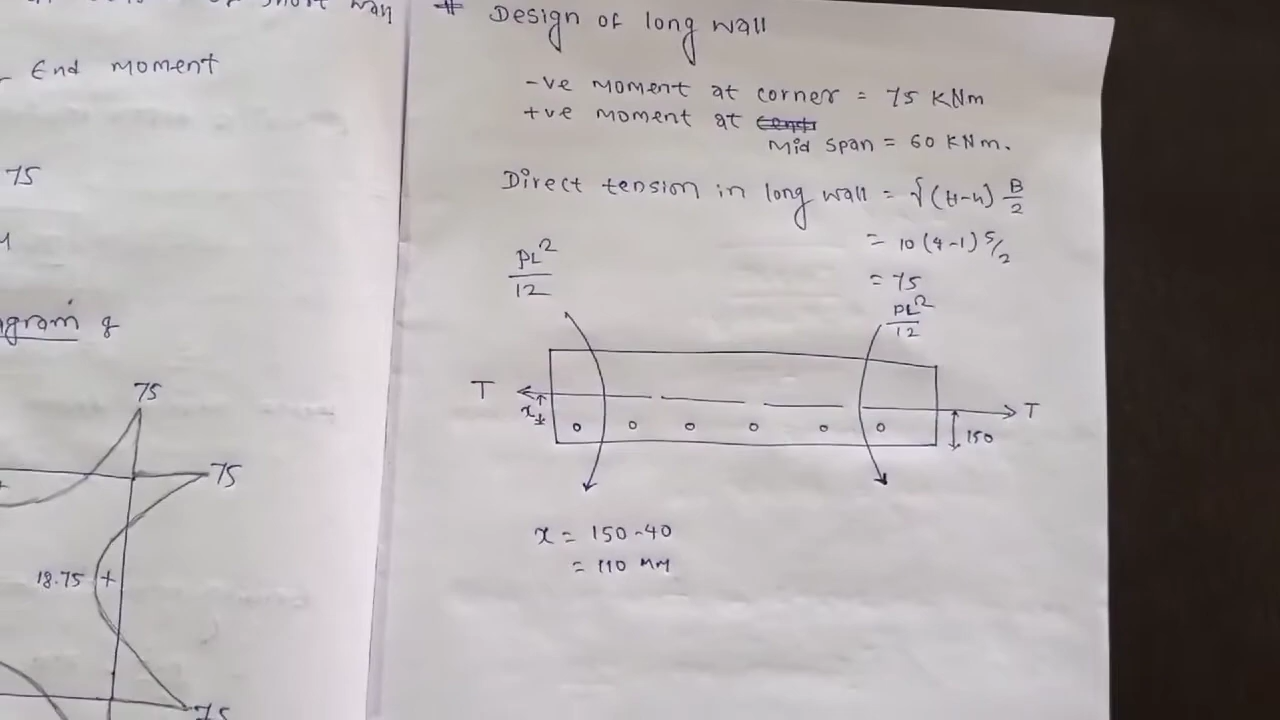 short wall
End moment
75
75
75
18.75 +
75
# Design of long wall
-ve moment at corner = 75 KNm
+ve moment at
Mid span = 60 KNm.
Direct tension in long wall = √(H-h) B/2
= 10 (4-1) 5/2
= 75
PL²/12
PL²/12
T
T
x
150
x = 150-40
= 110 mm